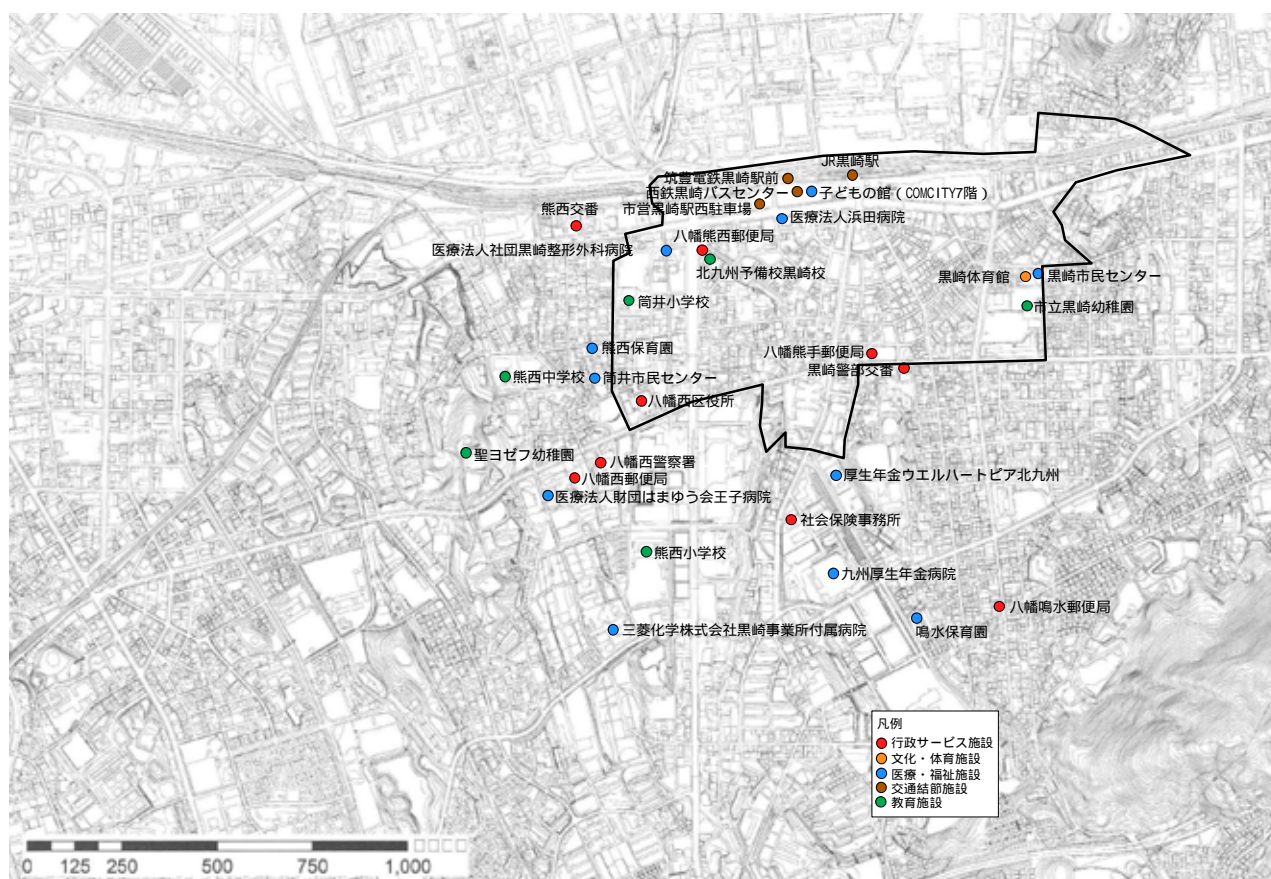 JR黒崎駅
筑豊電鉄黒崎駅前
西鉄黒崎バスセンター
子どもの館（COMCITY7階）
市営黒崎駅西駐車場
熊西交番
医療法人浜田病院
八幡熊西郵便局
医療法人社団黒崎整形外科病院
北九州予備校黒崎校
黒崎体育館
黒崎市民センター
筒井小学校
市立黒崎幼稚園
熊西保育園
八幡熊手郵便局
黒崎警部交番
熊西中学校
筒井市民センター
八幡西区役所
聖ヨゼフ幼稚園
八幡西警察署
八幡西郵便局
厚生年金ウエルハートピア北九州
医療法人財団はまゆう会王子病院
社会保険事務所
熊西小学校
九州厚生年金病院
八幡鳴水郵便局
鳴水保育園
三菱化学株式会社黒崎事業所付属病院
凡例
行政サービス施設
文化・体育施設
医療・福祉施設
交通結節施設
教育施設
0 125 250 500 750 1,000